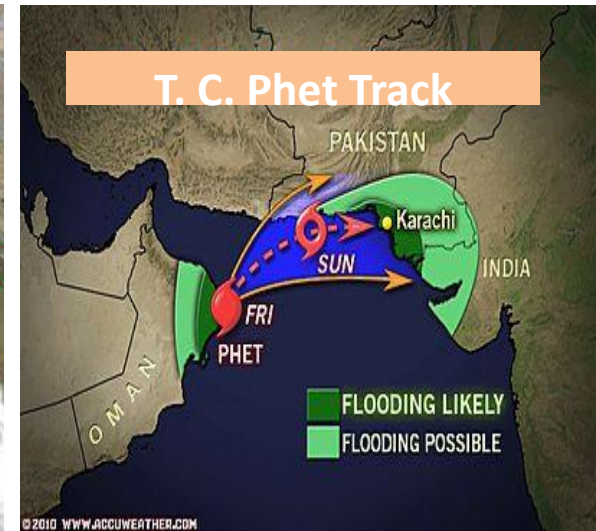 T. C. Phet Track
PAKISTAN
Karachi
SUN
INDIA
FRI
PHET
OMAN
FLOODING LIKELY
FLOODING POSSIBLE
©2010 WWW.ACCUWEATHER.COM